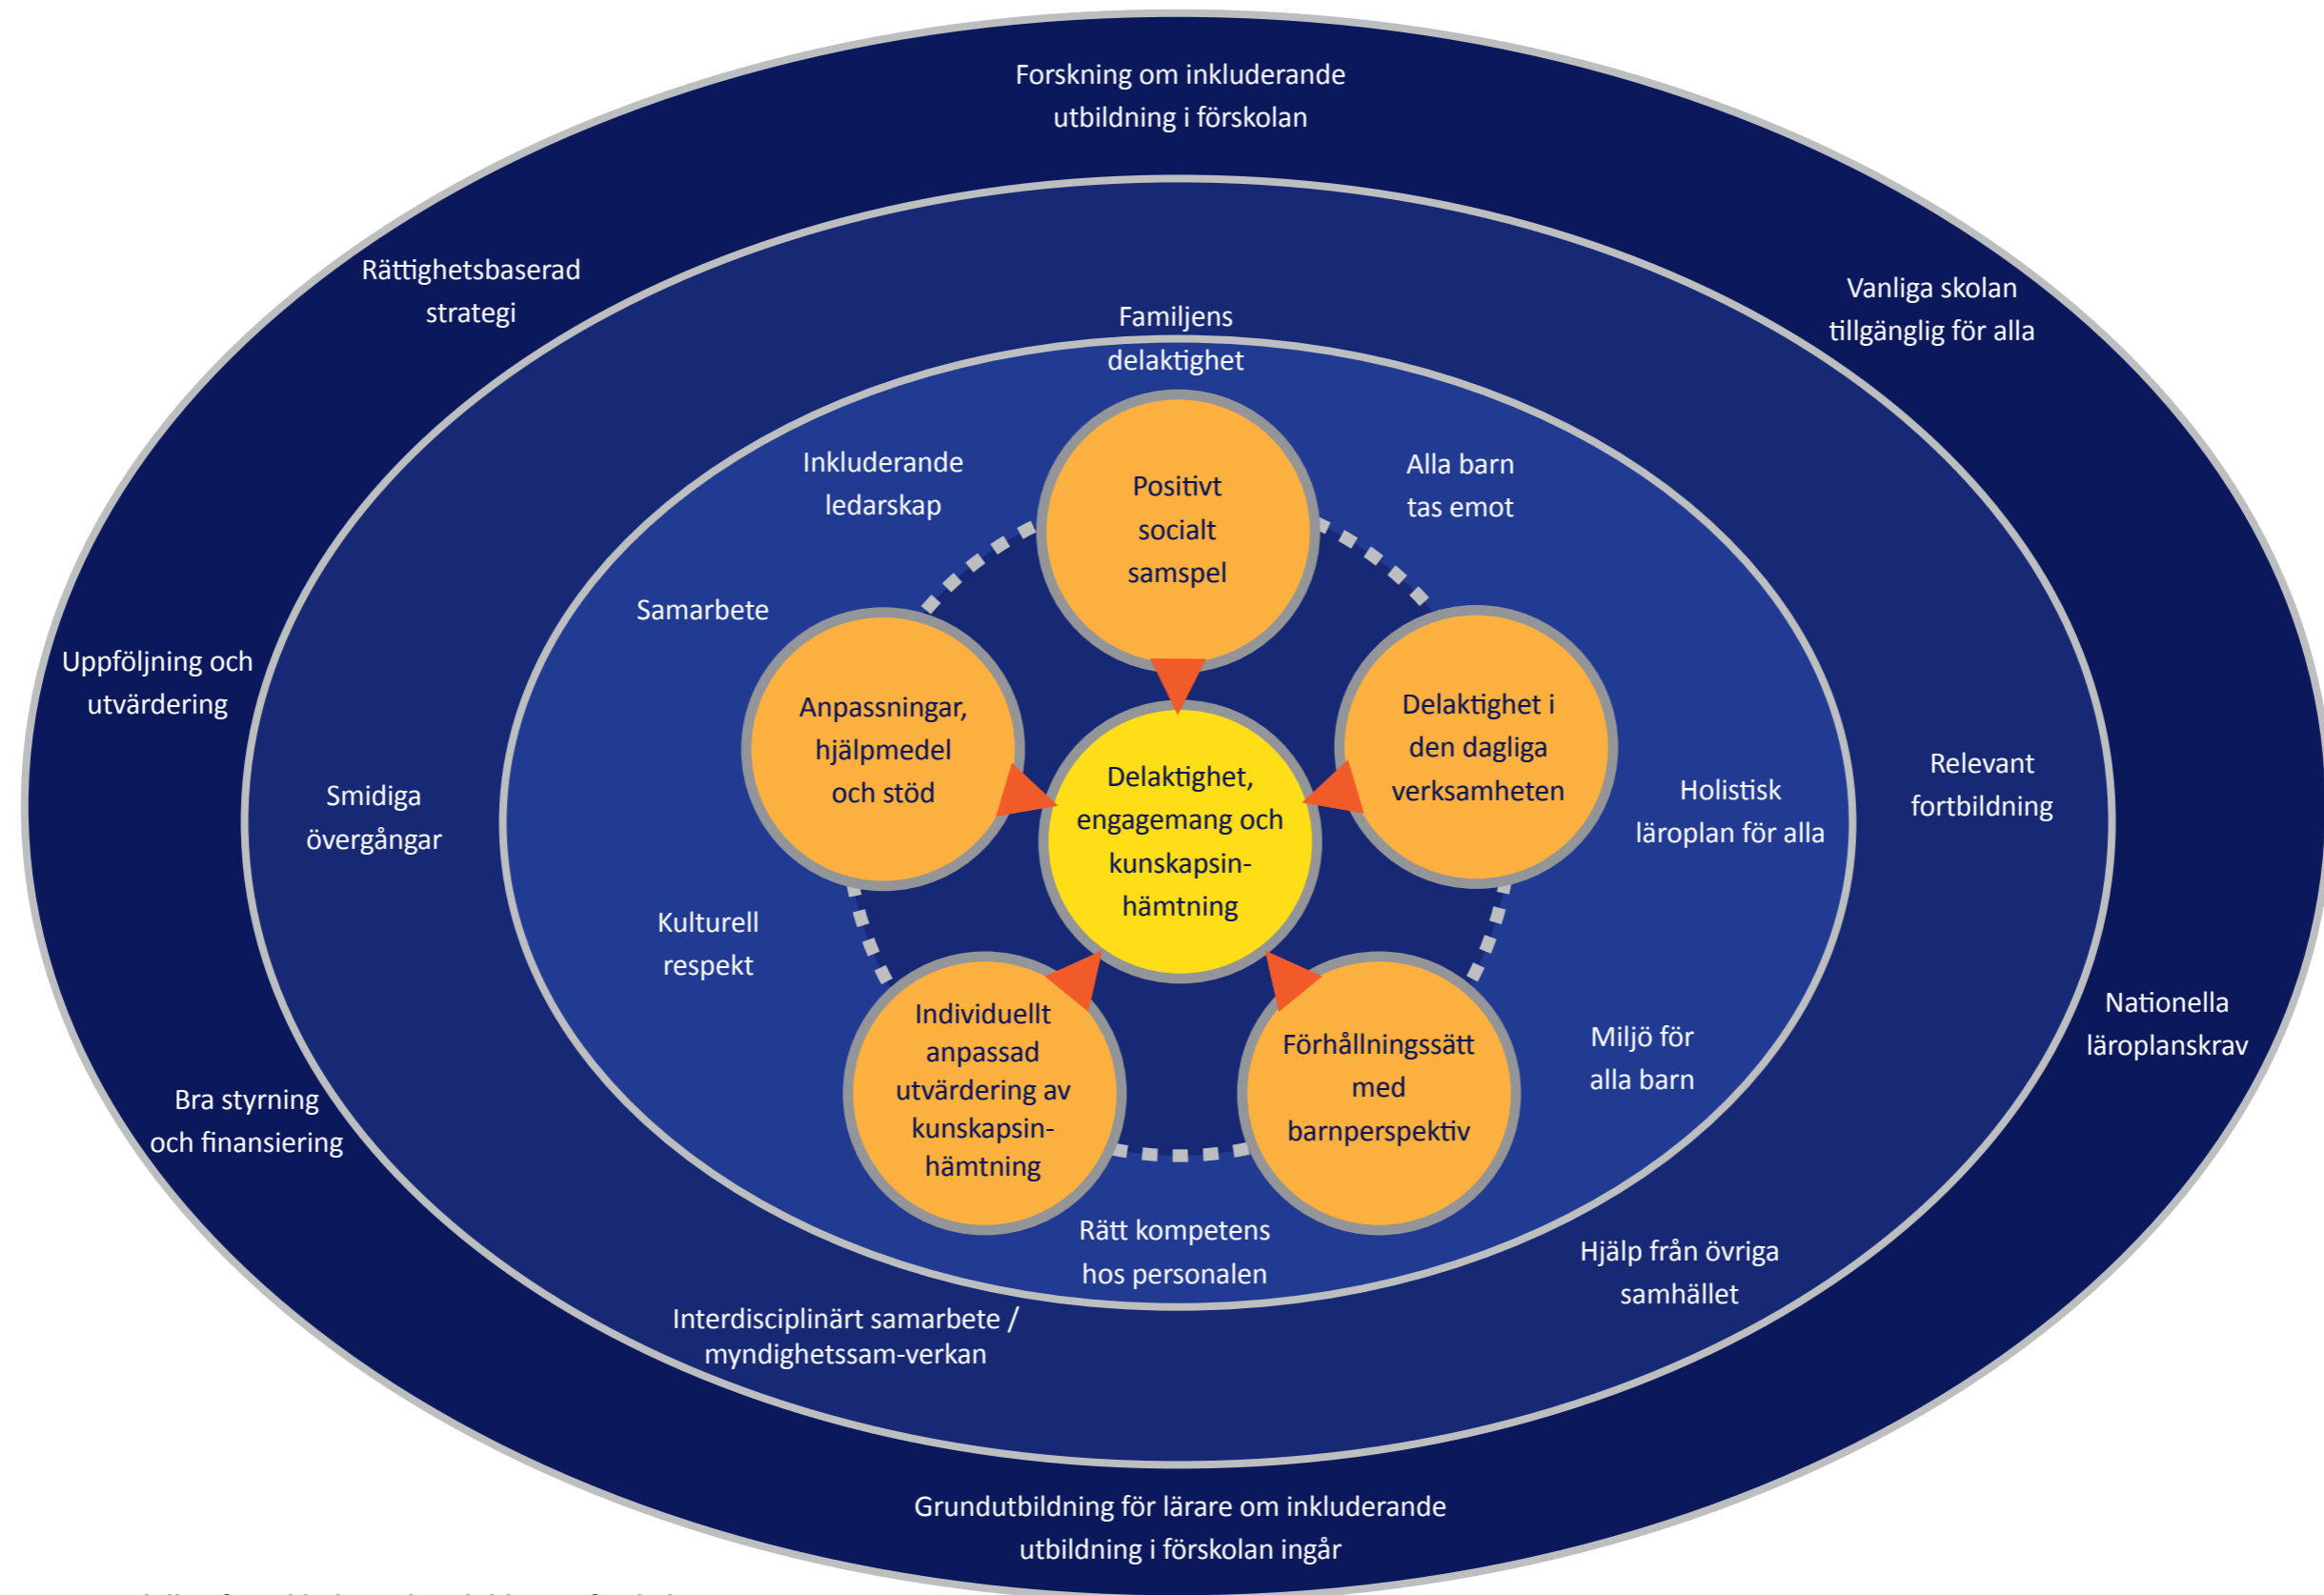 Forskning om inkluderande
utbildning i förskolan
Rättighetsbaserad
strategi
Vanliga skolan
tillgänglig för alla
Familjens
delaktighet
Inkluderande
ledarskap
Alla barn
tas emot
Positivt
socialt
samspel
Samarbete
Uppföljning och
utvärdering
Anpassningar,
hjälpmedel
och stöd
Delaktighet i
den dagliga
verksamheten
Delaktighet,
engagemang och
kunskapsin-
hämtning
Smidiga
övergångar
Holistisk
läroplan för alla
Relevant
fortbildning
Kulturell
respekt
Individuellt
anpassad
utvärdering av
kunskapsin-
hämtning
Förhållningssätt
med
barnperspektiv
Miljö för
alla barn
Nationella
läroplanskrav
Bra styrning
och finansiering
Rätt kompetens
hos personalen
Hjälp från övriga
samhället
Interdisciplinärt samarbete /
myndighetssam-verkan
Grundutbildning för lärare om inkluderande
utbildning i förskolan ingår